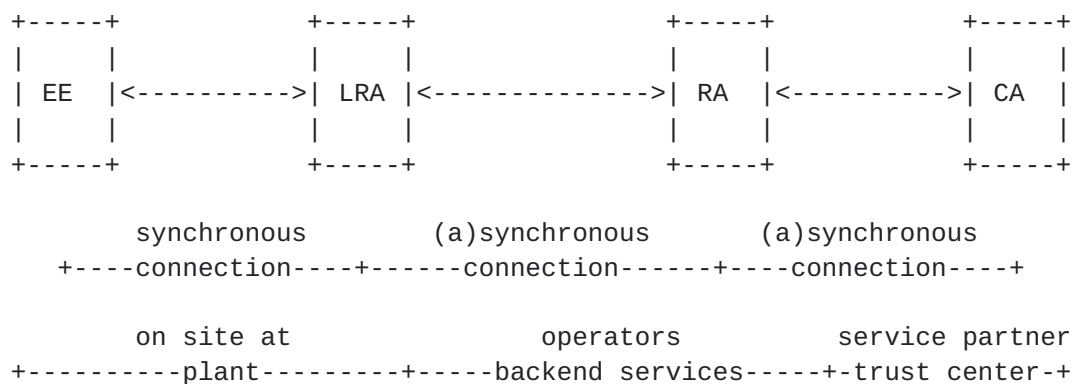 EE LRA RA CA
synchronous (a)synchronous (a)synchronous
connection connection connection
on site at operators service partner
plant backend services trust center